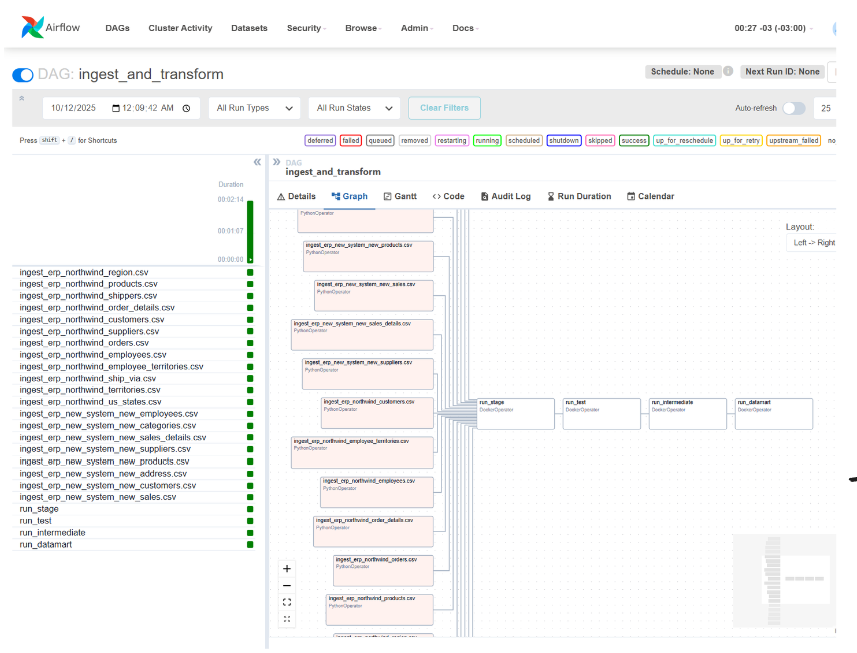 Airflow
DAGs Cluster Activity Datasets Security Browse Admin Docs 00:27 -03 (-03:00)
DAG: ingest_and_transform Schedule: None Next Run ID: None
10/12/2025 12:09:42 AM All Run Types All Run States Clear Filters Auto-refresh 25
Press shift + / for Shortcuts
deferred failed queued removed restarting running scheduled shutdown skipped success up_for_reschedule up_for_retry upstream_failed no
Duration
00:02:14
00:01:07
00:00:00
ingest_erp_northwind_region.csv
ingest_erp_northwind_products.csv
ingest_erp_northwind_shippers.csv
ingest_erp_northwind_order_details.csv
ingest_erp_northwind_customers.csv
ingest_erp_northwind_suppliers.csv
ingest_erp_northwind_orders.csv
ingest_erp_northwind_employees.csv
ingest_erp_northwind_employee_territories.csv
ingest_erp_northwind_ship_via.csv
ingest_erp_northwind_territories.csv
ingest_erp_northwind_us_states.csv
ingest_erp_new_system_new_employees.csv
ingest_erp_new_system_new_categories.csv
ingest_erp_new_system_new_sales_details.csv
ingest_erp_new_system_new_suppliers.csv
ingest_erp_new_system_new_products.csv
ingest_erp_new_system_new_address.csv
ingest_erp_new_system_new_customers.csv
ingest_erp_new_system_new_sales.csv
run_stage
run_test
run_intermediate
run_datamart
DAG
ingest_and_transform
Details Graph Gantt Code Audit Log Run Duration Calendar
Layout:
Left -> Right
PythonOperator
ingest_erp_new_system_new_products.csv
PythonOperator
ingest_erp_new_system_new_sales.csv
PythonOperator
ingest_erp_new_system_new_sales_details.csv
PythonOperator
ingest_erp_new_system_new_suppliers.csv
PythonOperator
ingest_erp_northwind_customers.csv
PythonOperator
ingest_erp_northwind_employee_territories.csv
PythonOperator
ingest_erp_northwind_employees.csv
PythonOperator
ingest_erp_northwind_order_details.csv
PythonOperator
ingest_erp_northwind_orders.csv
PythonOperator
ingest_erp_northwind_products.csv
PythonOperator
run_stage
DockerOperator
run_test
DockerOperator
run_intermediate
DockerOperator
run_datamart
DockerOperator